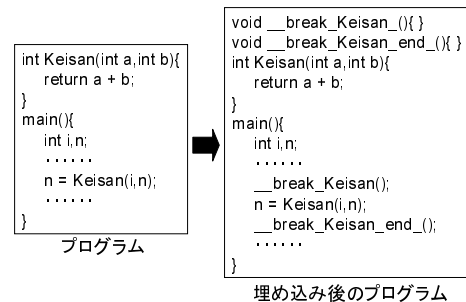 int Keisan(int a,int b){
return a + b;
}
main(){
int i,n;
・・・・・・
n = Keisan(i,n);
・・・・・・
}
プログラム
void __break_Keisan_(){ }
void __break_Keisan_end_(){ }
int Keisan(int a,int b){
return a + b;
}
main(){
int i,n;
・・・・・・
__break_Keisan();
n = Keisan(i,n);
__break_Keisan_end_();
・・・・・・
}
埋め込み後のプログラム